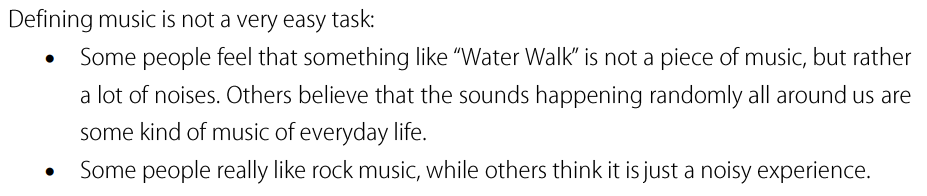 Defining music is not a very easy task:
• Some people feel that something like “Water Walk” is not a piece of music, but rather
a lot of noises. Others believe that the sounds happening randomly all around us are
some kind of music of everyday life.
• Some people really like rock music, while others think it is just a noisy experience.